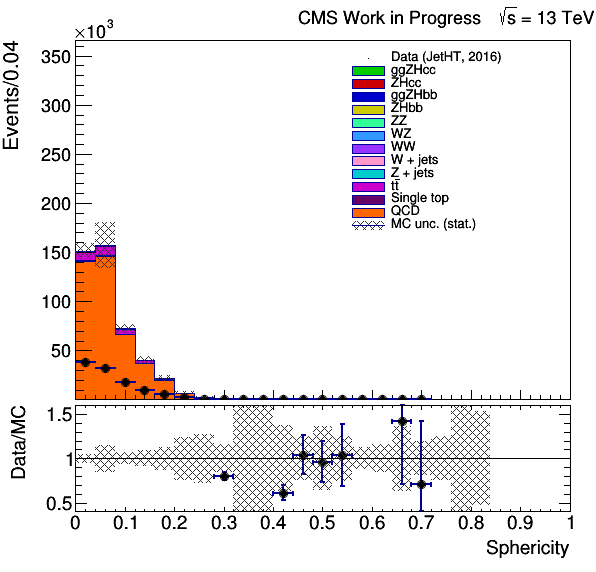 CMS Work in Progress √s = 13 TeV
×10³
Events/0.04
350
300
250
200
150
100
50
Data (JetHT, 2016)
ggZHcc
ZHcc
ggZHbb
ZHbb
ZZ
WZ
WW
W + jets
Z + jets
tt̄
Single top
QCD
MC unc. (stat.)
Data/MC
1.5
1
0.5
0 0.1 0.2 0.3 0.4 0.5 0.6 0.7 0.8 0.9 1
Sphericity